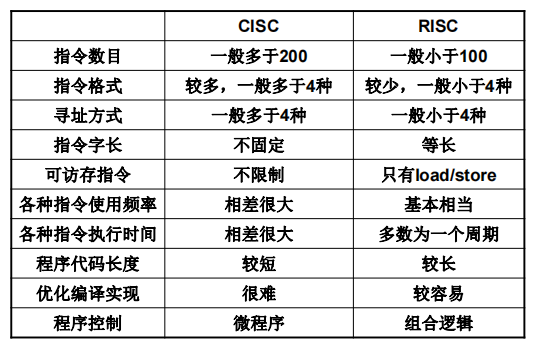 CISC RISC
指令数目 一般多于200 一般小于100
指令格式 较多，一般多于4种 较少，一般小于4种
寻址方式 一般多于4种 一般小于4种
指令字长 不固定 等长
可访存指令 不限制 只有load/store
各种指令使用频率 相差很大 基本相当
各种指令执行时间 相差很大 多数为一个周期
程序代码长度 较短 较长
优化编译实现 很难 较容易
程序控制 微程序 组合逻辑